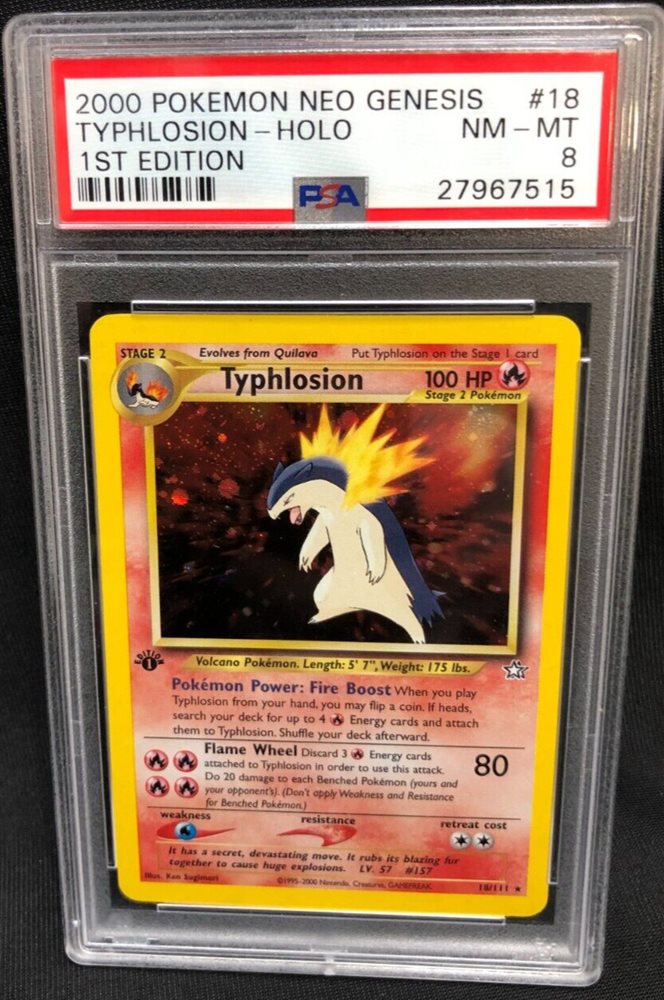 2000 POKEMON NEO GENESIS #18
TYPHLOSION – HOLO NM – MT
1ST EDITION 8
PSA 27967515
STAGE 2 Evolves from Quilava Put Typhlosion on the Stage 1 card
Typhlosion 100 HP
Stage 2 Pokémon
EDITION 1
Volcano Pokémon. Length: 5' 7", Weight: 175 lbs.
Pokémon Power: Fire Boost When you play
Typhlosion from your hand, you may flip a coin. If heads,
search your deck for up to 4 Energy cards and attach
them to Typhlosion. Shuffle your deck afterward.
Flame Wheel Discard 3 Energy cards
attached to Typhlosion in order to use this attack. 80
Do 20 damage to each Benched Pokémon (yours and
your opponent's). (Don't apply Weakness and Resistance
for Benched Pokémon.)
weakness resistance retreat cost
It has a secret, devastating move. It rubs its blazing fur
together to cause huge explosions. LV. 57 #157
Illus. Ken Sugimori ©1995-2000 Nintendo, Creatures, GAMEFREAK. 18/111 ★